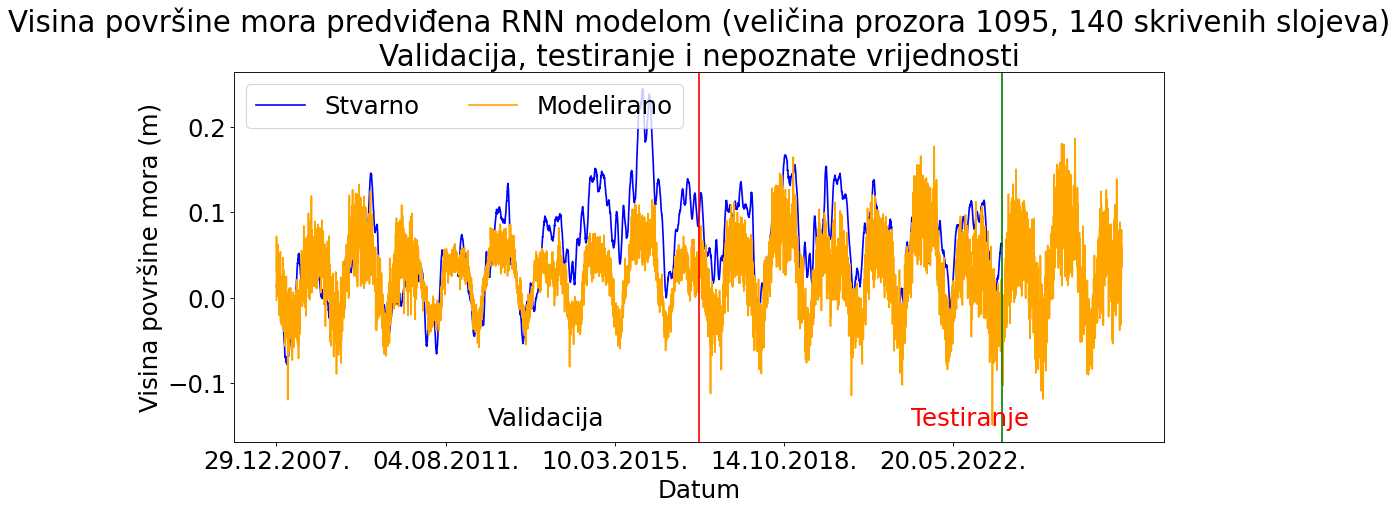 Visina površine mora predviđena RNN modelom (veličina prozora 1095, 140 skrivenih slojeva)
Validacija, testiranje i nepoznate vrijednosti
Stvarno Modelirano
Visina površine mora (m)
0.2
0.1
0.0
−0.1
Validacija Testiranje
29.12.2007. 04.08.2011. 10.03.2015. 14.10.2018. 20.05.2022.
Datum